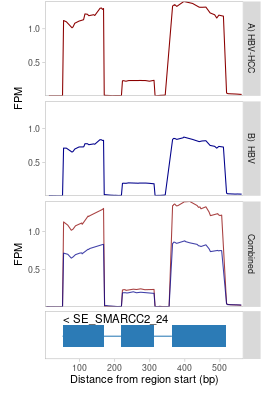 A) HBV-HCC
1.0
0.5
FPM
B) HBV
1.0
0.5
Combined
1.0
0.5
FPM
< SE_SMARCC2_24
100 200 300 400 500
Distance from region start (bp)